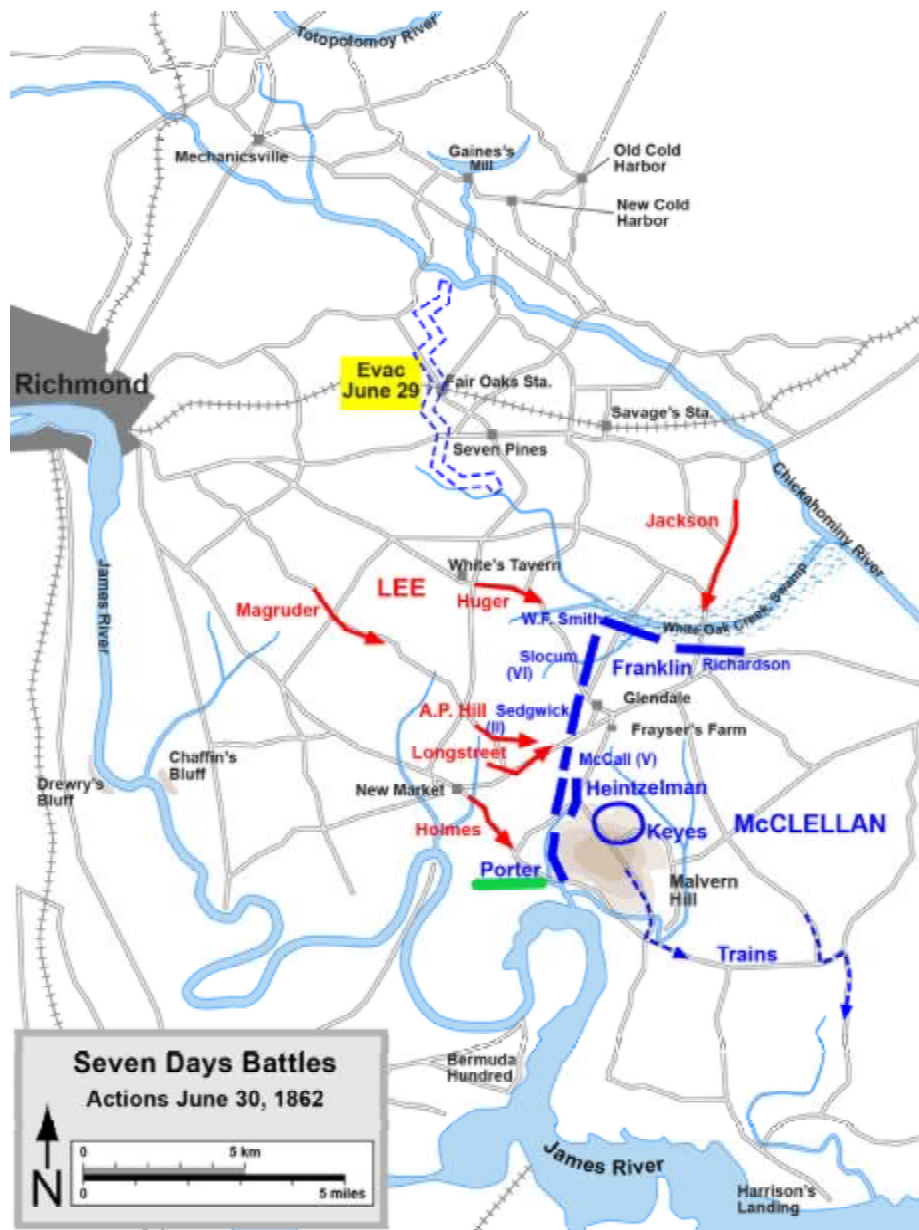 Totopotomoy River
Mechanicsville
Gaines's
Mill
Old Cold
Harbor
New Cold
Harbor
Richmond
Evac
June 29
Fair Oaks Sta.
Savage's Sta.
Seven Pines
Chickahominy River
Jackson
James River
White's Tavern
LEE
Huger
Magruder
W.F. Smith
White Oak Creek, Swamp
Slocum
(VI)
Franklin
Richardson
Glendale
A.P. Hill
Sedgwick
(II)
Frayser's Farm
Longstreet
McCall (V)
Chaffin's
Bluff
Drewry's
Bluff
New Market
Heintzelman
Holmes
Keyes
McCLELLAN
Porter
Malvern
Hill
Trains
Seven Days Battles
Actions June 30, 1862
N
0
5 km
0
5 miles
Bermuda
Hundred
James River
Harrison's
Landing